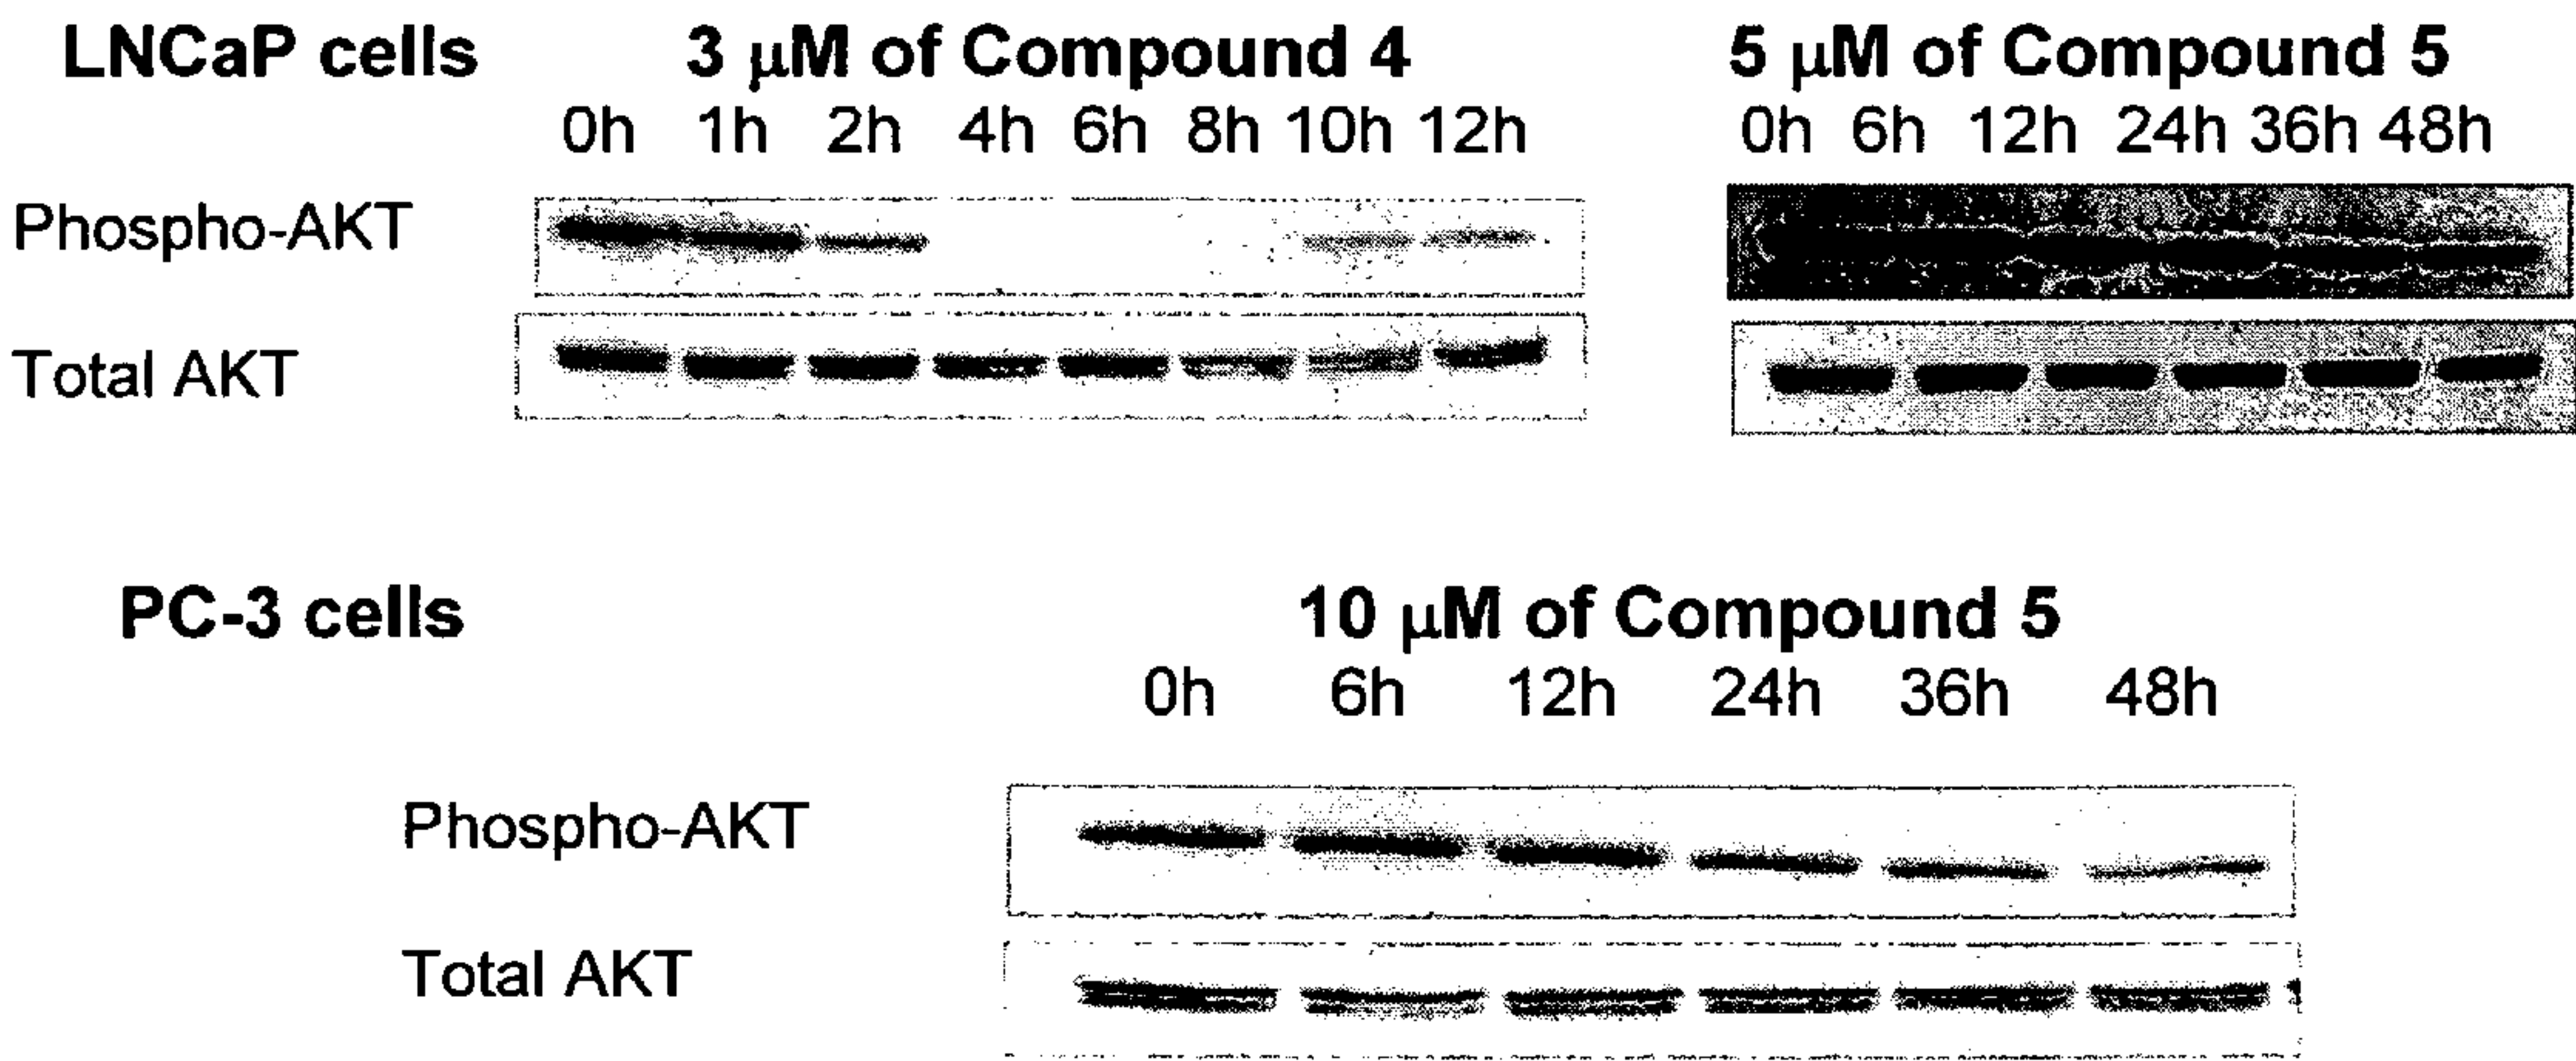 LNCaP cells 3 μM of Compound 4 5 μM of Compound 5
0h 1h 2h 4h 6h 8h 10h 12h 0h 6h 12h 24h 36h 48h
Phospho-AKT
Total AKT
PC-3 cells 10 μM of Compound 5
0h 6h 12h 24h 36h 48h
Phospho-AKT
Total AKT